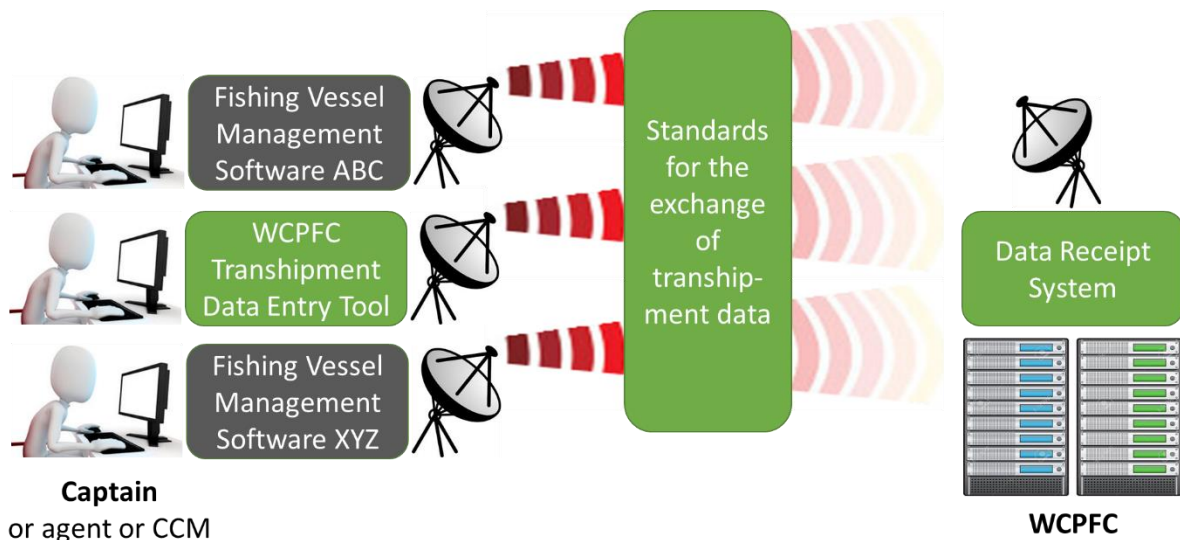 Fishing Vessel
Management
Software ABC
WCPFC
Transhipment
Data Entry Tool
Fishing Vessel
Management
Software XYZ
Captain
or agent or CCM
Standards
for the
exchange
of
tranship-
ment data
Data Receipt
System
WCPFC